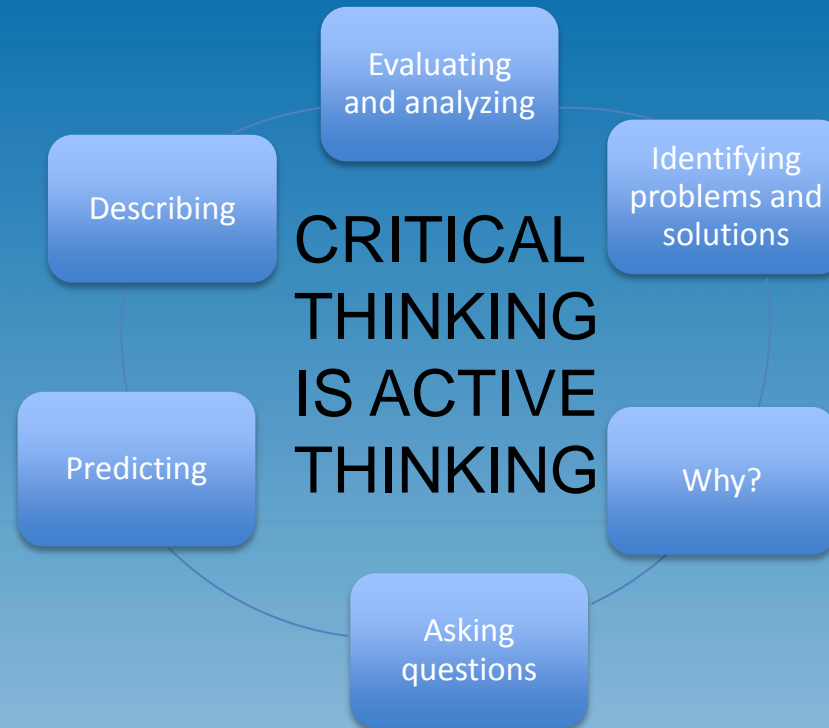 Evaluating
and analyzing
Identifying
problems and
solutions
Describing
CRITICAL
THINKING
IS ACTIVE
THINKING
Predicting
Why?
Asking
questions